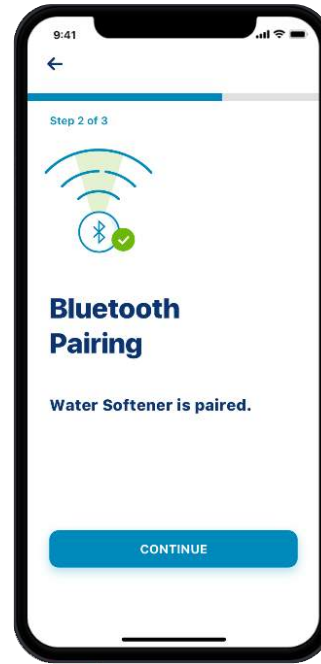 9:41
Step 2 of 3
Bluetooth
Pairing
Water Softener is paired.
CONTINUE